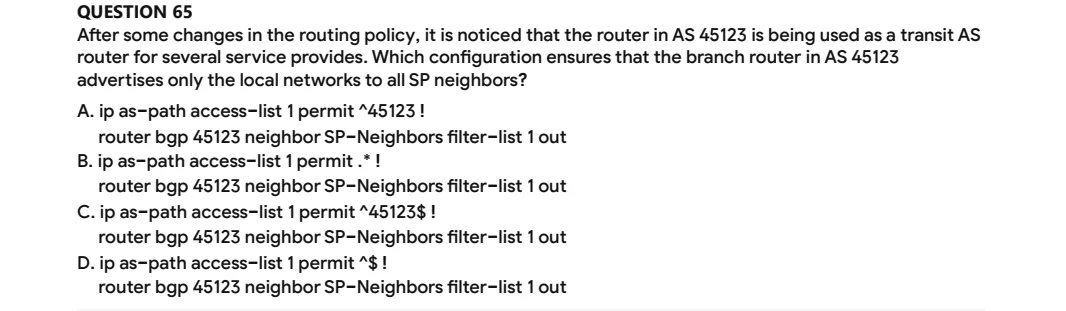 QUESTION 65
After some changes in the routing policy, it is noticed that the router in AS 45123 is being used as a transit AS
router for several service provides. Which configuration ensures that the branch router in AS 45123
advertises only the local networks to all SP neighbors?
A. ip as-path access-list 1 permit ^45123 !
router bgp 45123 neighbor SP-Neighbors filter-list 1 out
B. ip as-path access-list 1 permit .* !
router bgp 45123 neighbor SP-Neighbors filter-list 1 out
C. ip as-path access-list 1 permit ^45123$ !
router bgp 45123 neighbor SP-Neighbors filter-list 1 out
D. ip as-path access-list 1 permit ^$ !
router bgp 45123 neighbor SP-Neighbors filter-list 1 out